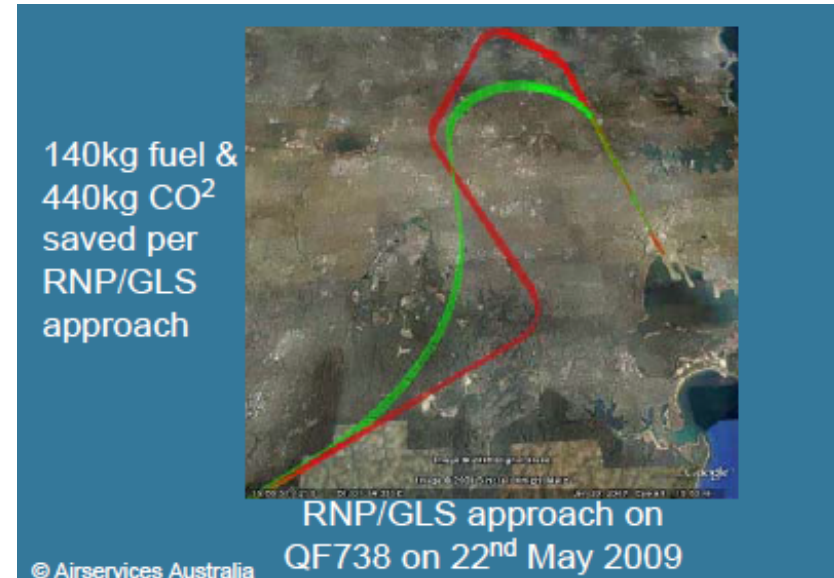 140kg fuel &
440kg CO²
saved per
RNP/GLS
approach
Google
RNP/GLS approach on
QF738 on 22nd May 2009
© Airservices Australia